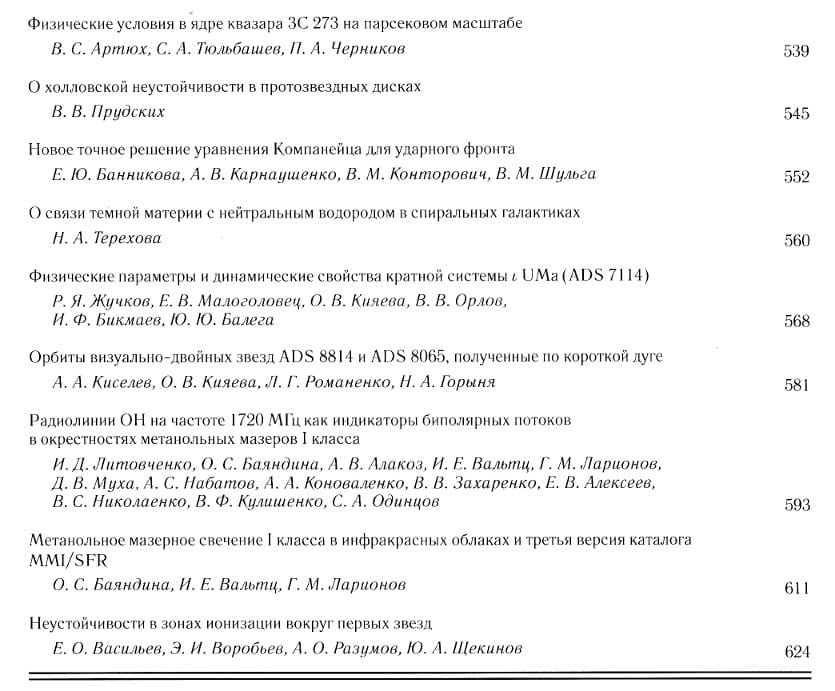 Физические условия в ядре квазара 3С 273 на парсековом масштабе
В. С. Артюх, С. А. Тюльбашев, П. А. Черников 539
О холловской неустойчивости в протозвездных дисках
В. В. Прудских 545
Новое точное решение уравнения Компанейца для ударного фронта
Е. Ю. Банникова, А. В. Карнаушенко, В. М. Конторович, В. М. Шульга 552
О связи темной материи с нейтральным водородом в спиральных галактиках
Н. А. Терехова 560
Физические параметры и динамические свойства кратной системы ι UMa (ADS 7114)
Р. Я. Жучков, Е. В. Малоголовец, О. В. Кияева, В. В. Орлов,
И. Ф. Бикмаев, Ю. Ю. Балега 568
Орбиты визуально-двойных звезд ADS 8814 и ADS 8065, полученные по короткой дуге
А. А. Киселев, О. В. Кияева, Л. Г. Романенко, Н. А. Горыня 581
Радиолинии ОН на частоте 1720 МГц как индикаторы биполярных потоков
в окрестностях метанольных мазеров I класса
И. Д. Литовченко, О. С. Баяндина, А. В. Алакоз, И. Е. Вальтц, Г. М. Ларионов,
Д. В. Муха, А. С. Набатов, А. А. Коноваленко, В. В. Захаренко, Е. В. Алексеев,
В. С. Николаенко, В. Ф. Кулишенко, С. А. Одинцов 593
Метанольное мазерное свечение I класса в инфракрасных облаках и третья версия каталога
MMI/SFR
О. С. Баяндина, И. Е. Вальтц, Г. М. Ларионов 611
Неустойчивости в зонах ионизации вокруг первых звезд
Е. О. Васильев, Э. И. Воробьев, А. О. Разумов, Ю. А. Щекинов 624